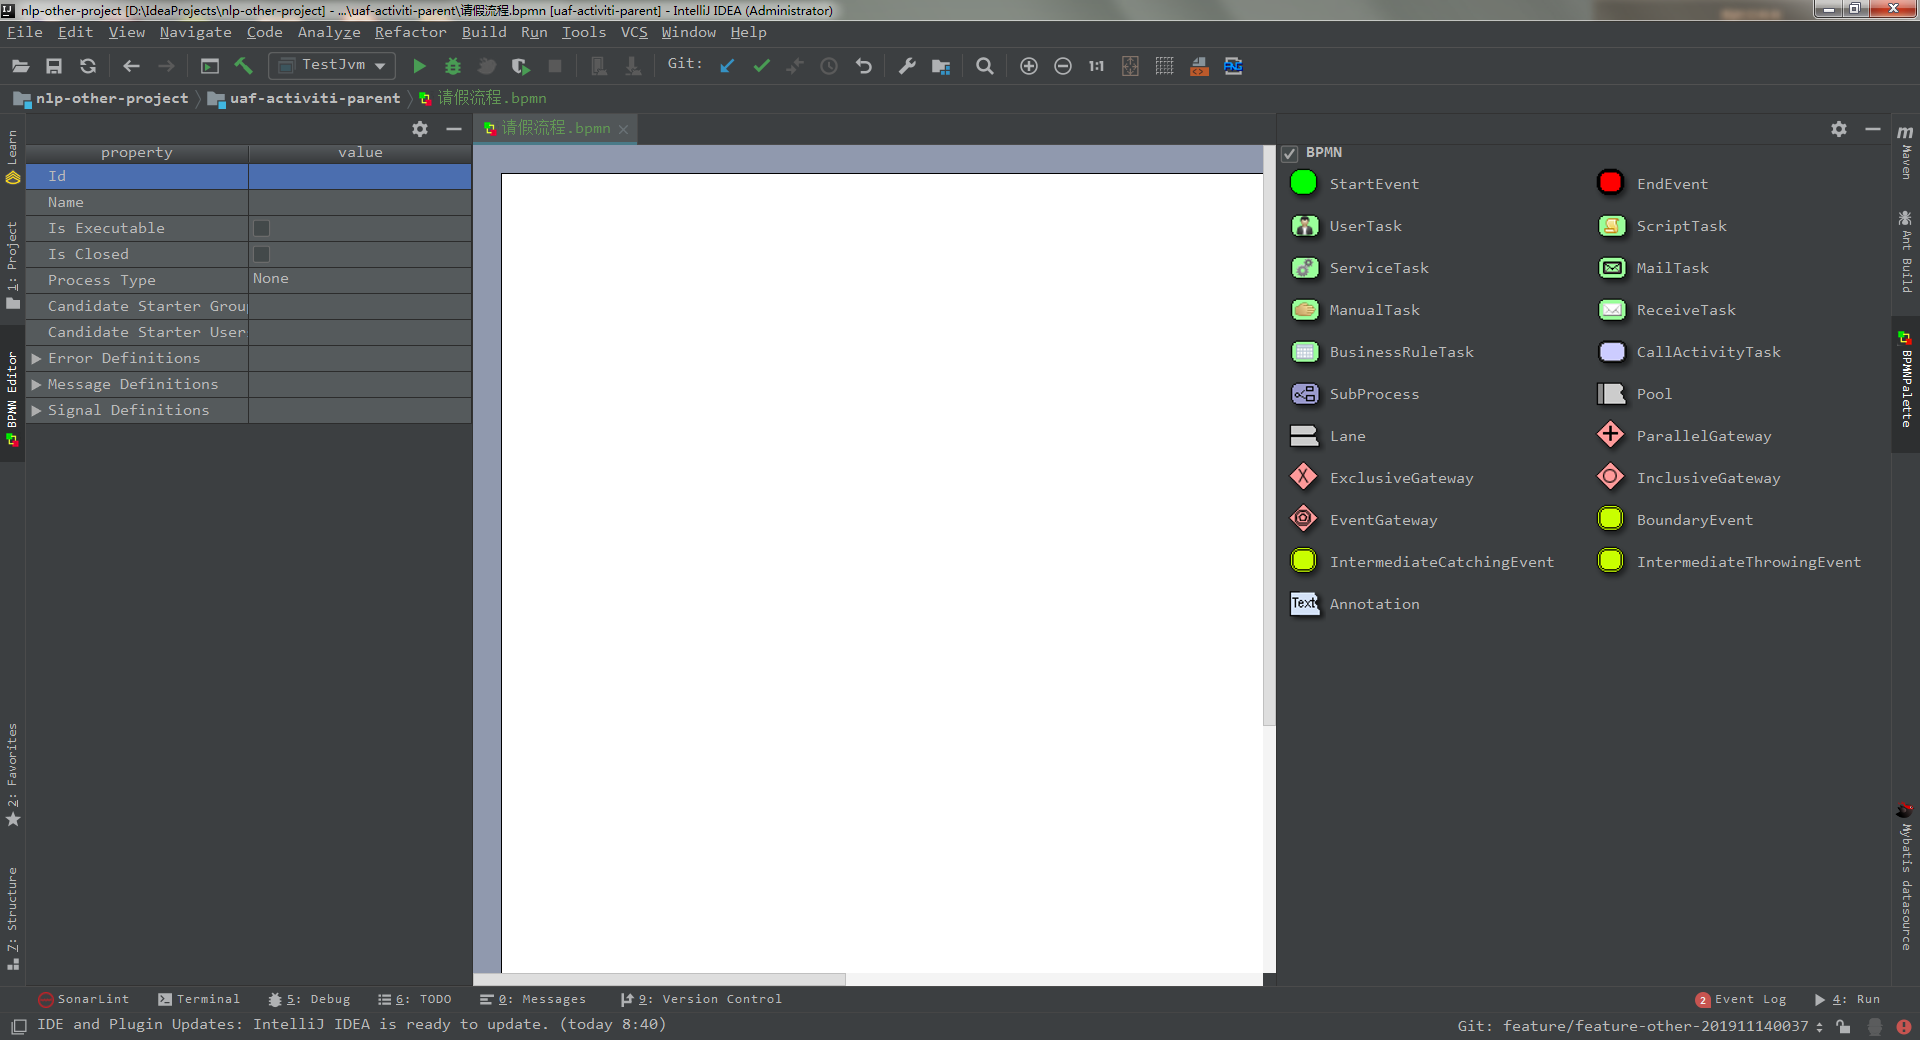 nlp-other-project [D:\IdeaProjects\nlp-other-project] - ...\uaf-activiti-parent\请假流程.bpmn [uaf-activiti-parent] - IntelliJ IDEA (Administrator)
File Edit View Navigate Code Analyze Refactor Build Run Tools VCS Window Help
TestJvm Git: 1:1
nlp-other-project uaf-activiti-parent 请假流程.bpmn
Learn
1: Project
BPMN Editor
2: Favorites
7: Structure
property value
Id
Name
Is Executable
Is Closed
Process Type None
Candidate Starter Grou
Candidate Starter User
Error Definitions
Message Definitions
Signal Definitions
请假流程.bpmn
BPMN
StartEvent EndEvent
UserTask ScriptTask
ServiceTask MailTask
ManualTask ReceiveTask
BusinessRuleTask CallActivityTask
SubProcess Pool
Lane ParallelGateway
ExclusiveGateway InclusiveGateway
EventGateway BoundaryEvent
IntermediateCatchingEvent IntermediateThrowingEvent
Text Annotation
m Maven
Ant Build
BPMNPalette
Mybatis datasource
SonarLint Terminal 5: Debug 6: TODO 0: Messages 9: Version Control 2 Event Log 4: Run
IDE and Plugin Updates: IntelliJ IDEA is ready to update. (today 8:40) Git: feature/feature-other-201911140037